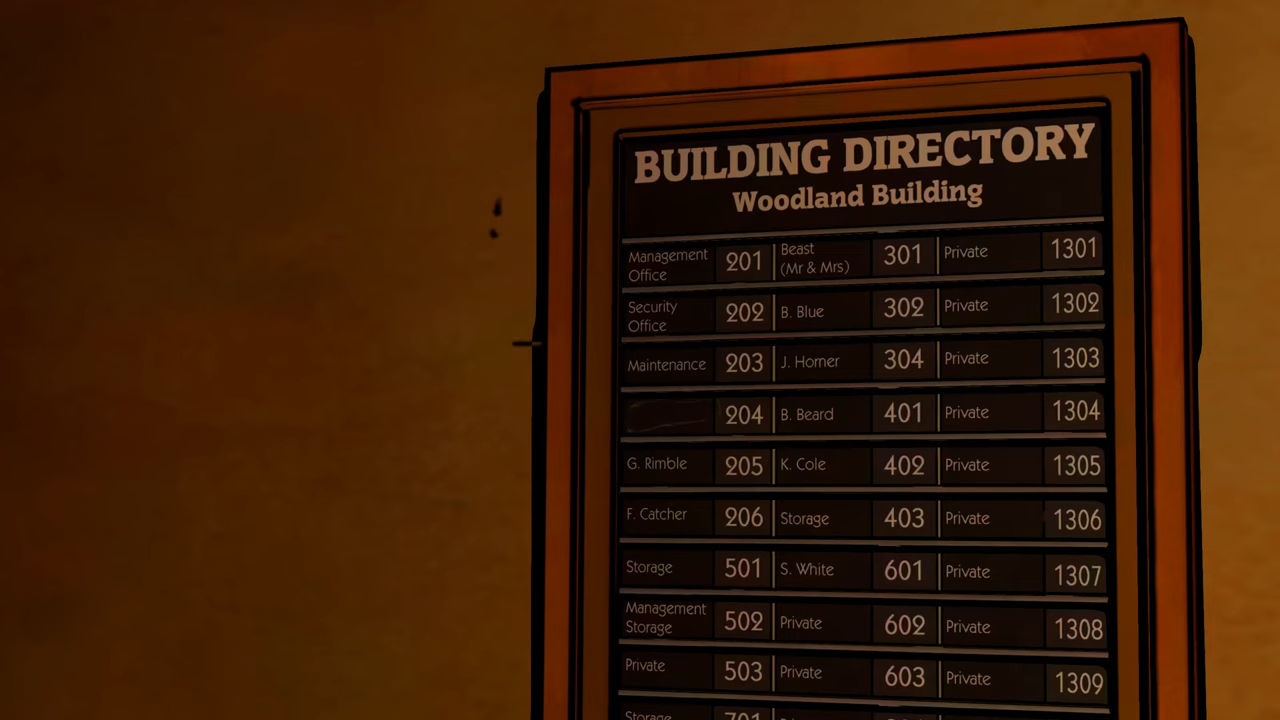 BUILDING DIRECTORY
Woodland Building
Management Office 201 Beast (Mr & Mrs) 301 Private 1301
Security Office 202 B. Blue 302 Private 1302
Maintenance 203 J. Horner 304 Private 1303
204 B. Beard 401 Private 1304
G. Rimble 205 K. Cole 402 Private 1305
F. Catcher 206 Storage 403 Private 1306
Storage 501 S. White 601 Private 1307
Management Storage 502 Private 602 Private 1308
Private 503 Private 603 Private 1309
Storage 701